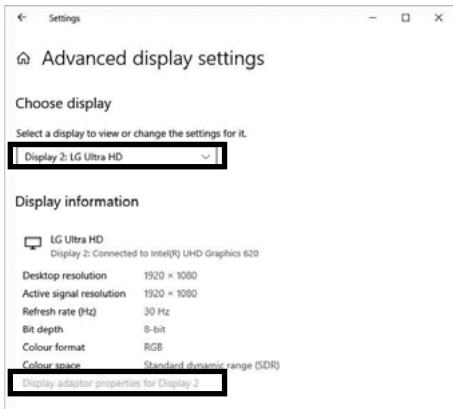 Settings
Advanced display settings
Choose display
Select a display to view or change the settings for it.
Display 2: LG Ultra HD
Display information
LG Ultra HD
Display 2: Connected to Intel(R) UHD Graphics 620
Desktop resolution 1920 × 1080
Active signal resolution 1920 × 1080
Refresh rate (Hz) 30 Hz
Bit depth 8-bit
Colour format RGB
Colour space Standard dynamic range (SDR)
Display adaptor properties for Display 2